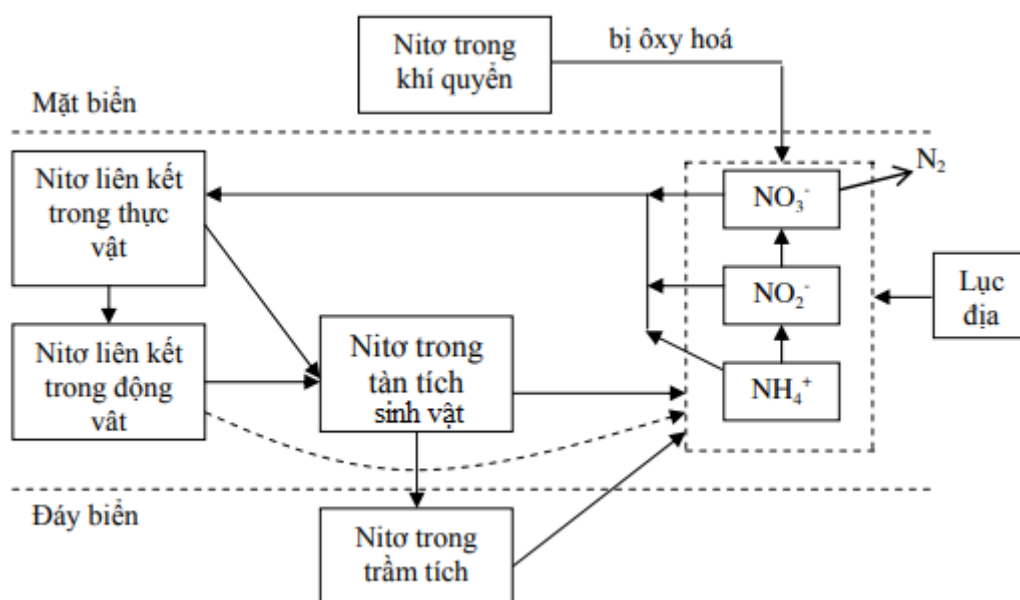 Nitơ trong
khí quyển
bị ôxy hoá
Mặt biển
N₂
Nitơ liên kết
trong thực
vật
NO₃⁻
NO₂⁻
Lục
địa
Nitơ liên kết
trong động
vât
Nitơ trong
tàn tích
sinh vật
NH₄⁺
Đáy biển
Nitơ trong
trầm tích